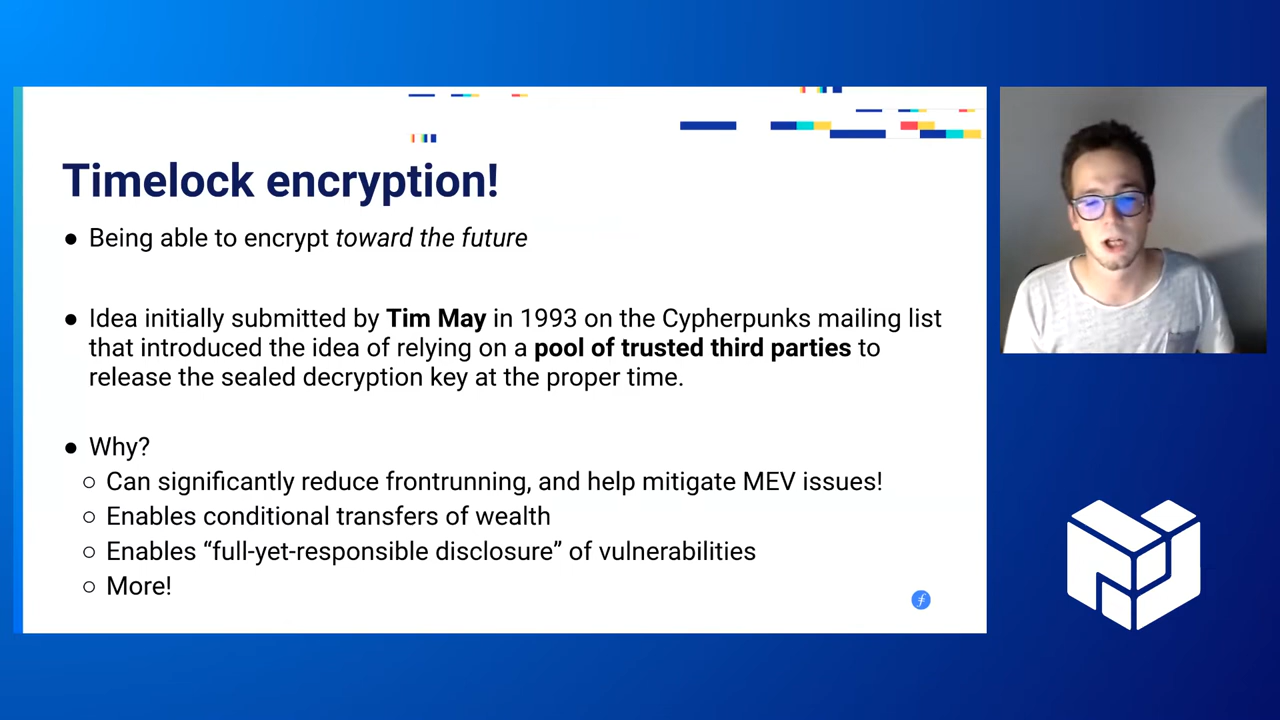 Timelock encryption!
● Being able to encrypt toward the future
● Idea initially submitted by Tim May in 1993 on the Cypherpunks mailing list
that introduced the idea of relying on a pool of trusted third parties to
release the sealed decryption key at the proper time.
● Why?
○ Can significantly reduce frontrunning, and help mitigate MEV issues!
○ Enables conditional transfers of wealth
○ Enables “full-yet-responsible disclosure” of vulnerabilities
○ More!